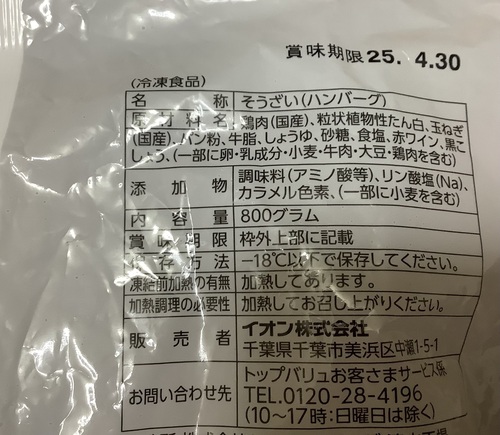 賞味期限 25. 4.30
(冷凍食品)
名 称 そうざい(ハンバーグ)
原材料名 鶏肉(国産)、粒状植物性たん白、玉ねぎ
(国産)、パン粉、牛脂、しょうゆ、砂糖、食塩、赤ワイン、黒こ
しょう、(一部に卵・乳成分・小麦・牛肉・大豆・鶏肉を含む)
添加物 調味料(アミノ酸等)、リン酸塩(Na)、
カラメル色素、(一部に小麦を含む)
内容量 800グラム
賞味期限 枠外上部に記載
保存方法 −18℃以下で保存してください。
凍結前加熱の有無 加熱してあります。
加熱調理の必要性 加熱してお召し上がりください。
販売者 イオン株式会社
千葉県千葉市美浜区中瀬1-5-1
お問い合わせ先 トップバリュお客さまサービス係
TEL.0120-28-4196
(10〜17時:日曜日は除く)